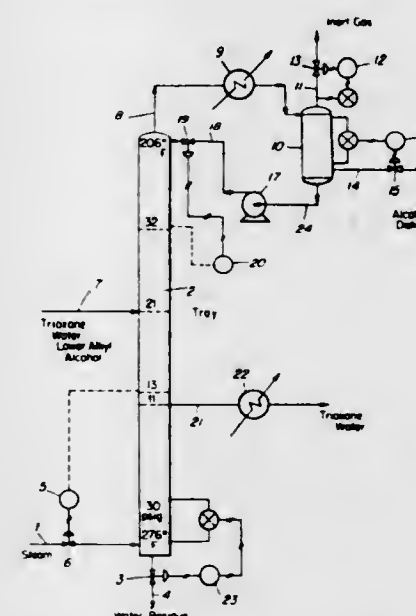 Inert Gas
13
12
9
11
8
19
18
206°
F
10
17
14
15
24
Alcohol
32
20
7
2
21
Tray
Trioxane
Water
Lower Alkyl
Alcohol
13
11
22
21
Trioxane
Water
5
30
psig
276°
F
1
Steam
6
3
4
23
Water Residue